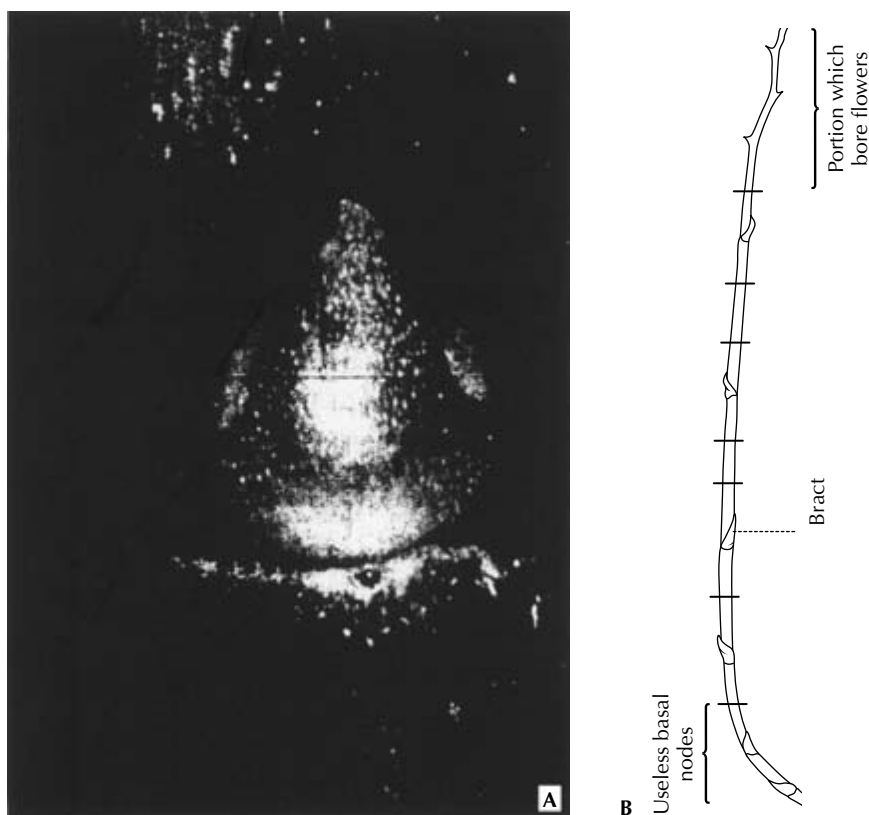 A
B
Portion which
bore flowers
Bract
Useless basal
nodes